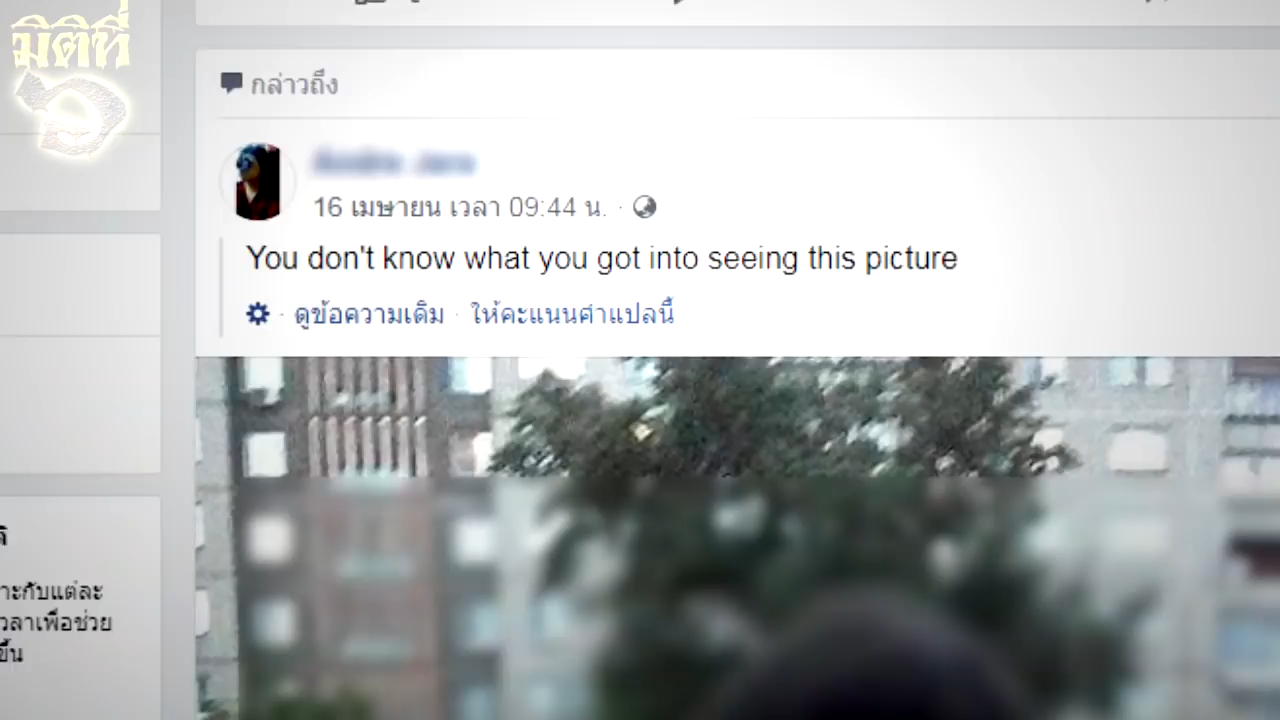 มิติที่
๖
กล่าวถึง
16 เมษายน เวลา 09:44 น. ·
You don't know what you got into seeing this picture
· ดูข้อความเดิม · ให้คะแนนคำแปลนี้
าะกับแต่ละ
วลาเพื่อช่วย
ขึ้น